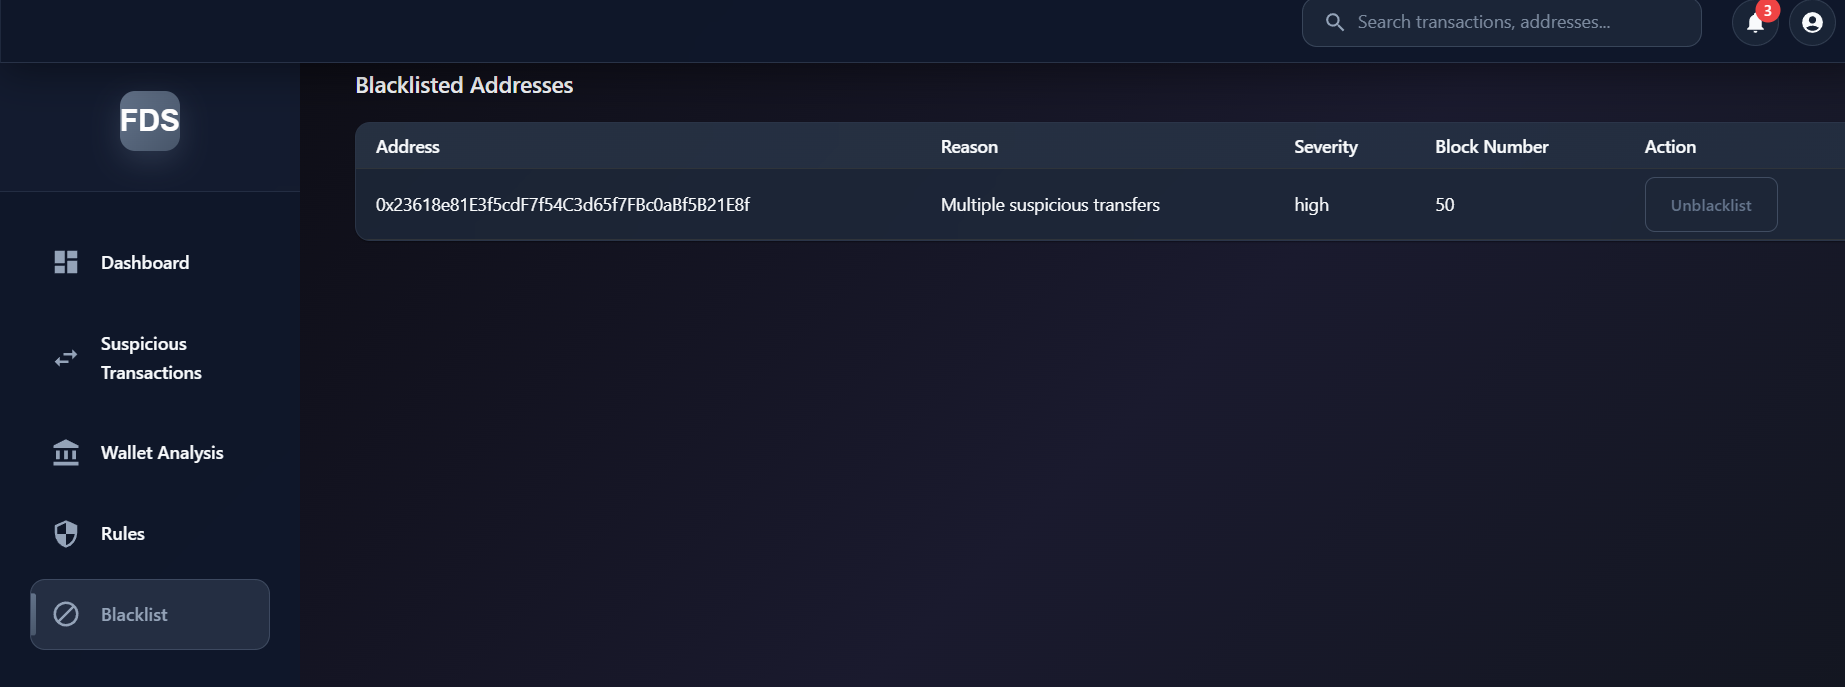 Search transactions, addresses...
3
FDS
Dashboard
Suspicious
Transactions
Wallet Analysis
Rules
Blacklist
Blacklisted Addresses
Address Reason Severity Block Number Action
0x23618e81E3f5cdF7f54C3d65f7FBc0aBf5B21E8f Multiple suspicious transfers high 50 Unblacklist